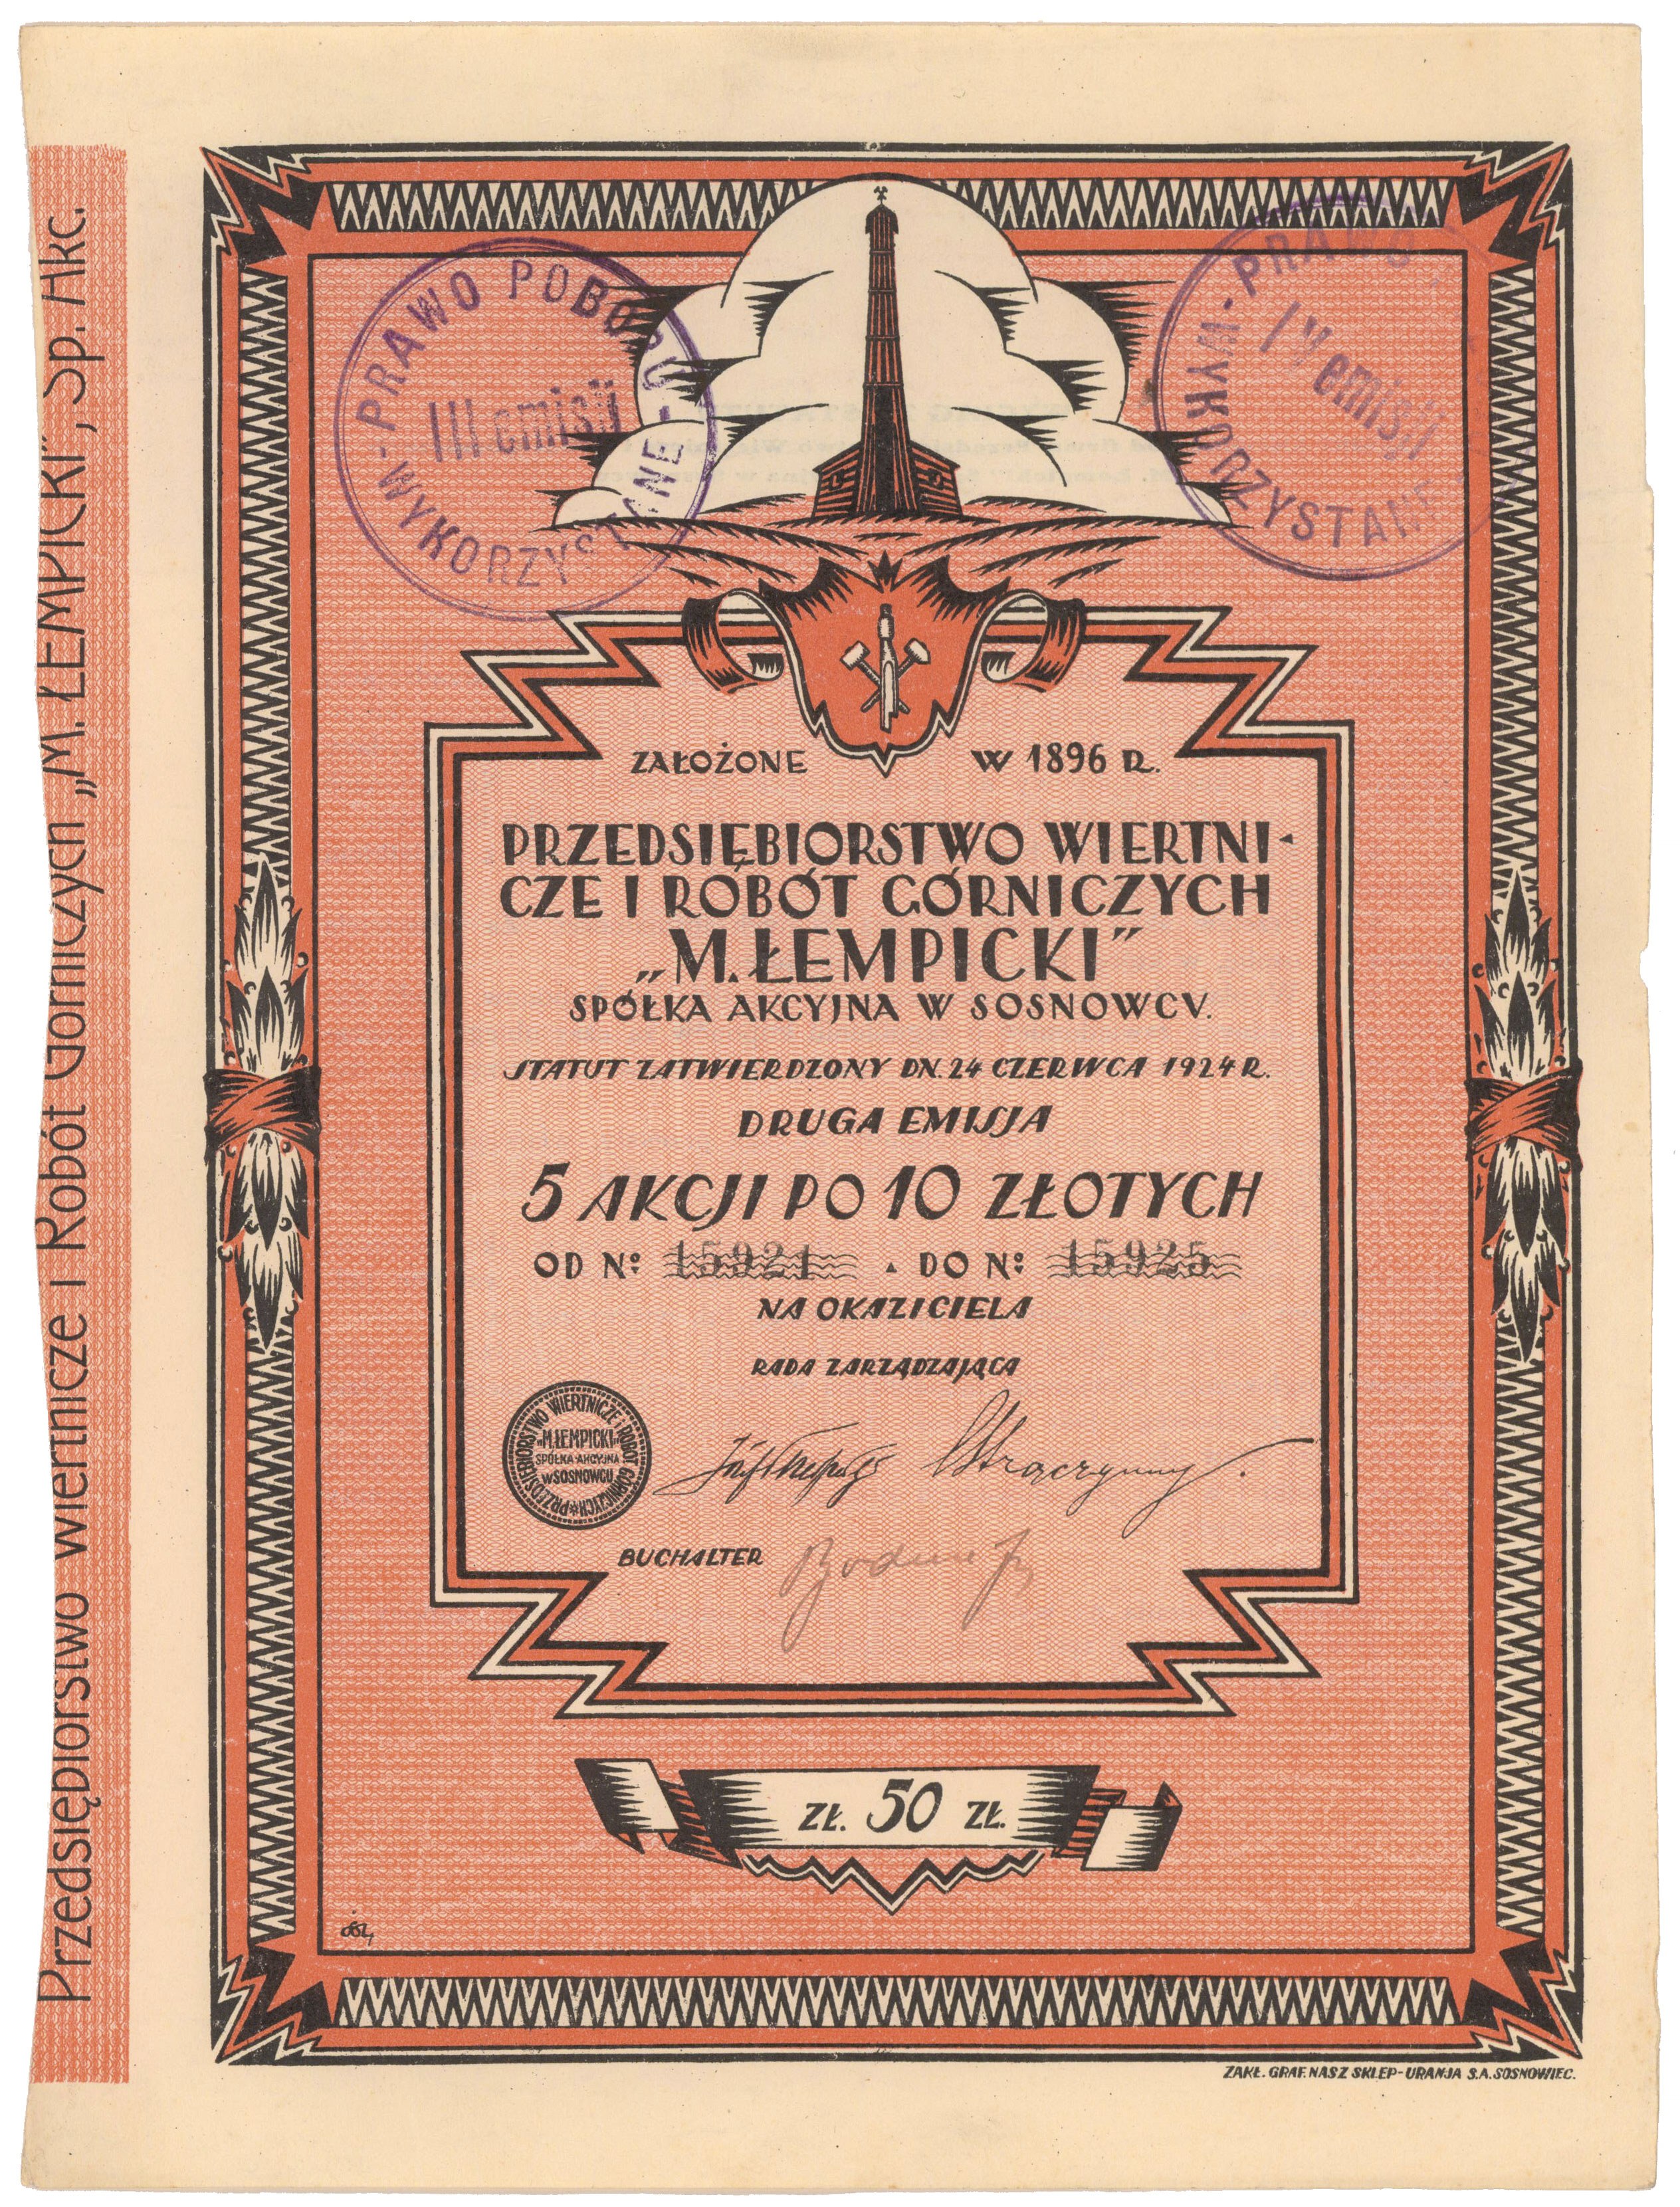 Przedsiębiorstwo Wiertnicze i Robót Górniczych „M. ŁEMPICKI”, Sp. Akc.
PRAWO POBORU
III emisji
WYKORZYSTANE
PRAWO
IV emisji
WYKORZYSTANE
ZAŁOŻONE W 1896 R.
PRZEDSIĘBIORSTWO WIERTNI-
CZE I ROBÓT GÓRNICZYCH
„M. ŁEMPICKI”
SPÓŁKA AKCYJNA W SOSNOWCU.
STATUT ZATWIERDZONY DN. 24 CZERWCA 1924 R.
DRUGA EMISJA
5 AKCJI PO 10 ZŁOTYCH
OD Nº 15921 DO Nº 15925
NA OKAZICIELA
RADA ZARZĄDZAJĄCA
PRZEDSIĘBIORSTWO WIERTNICZE i ROBÓT GÓRNICZYCH
„M. ŁEMPICKI”
SPÓŁKA AKCYJNA
w SOSNOWCU
BUCHALTER
ZŁ. 50 ZŁ.
ZAKŁ. GRAF. NASZ SKLEP-URANJA S.A. SOSNOWIEC.